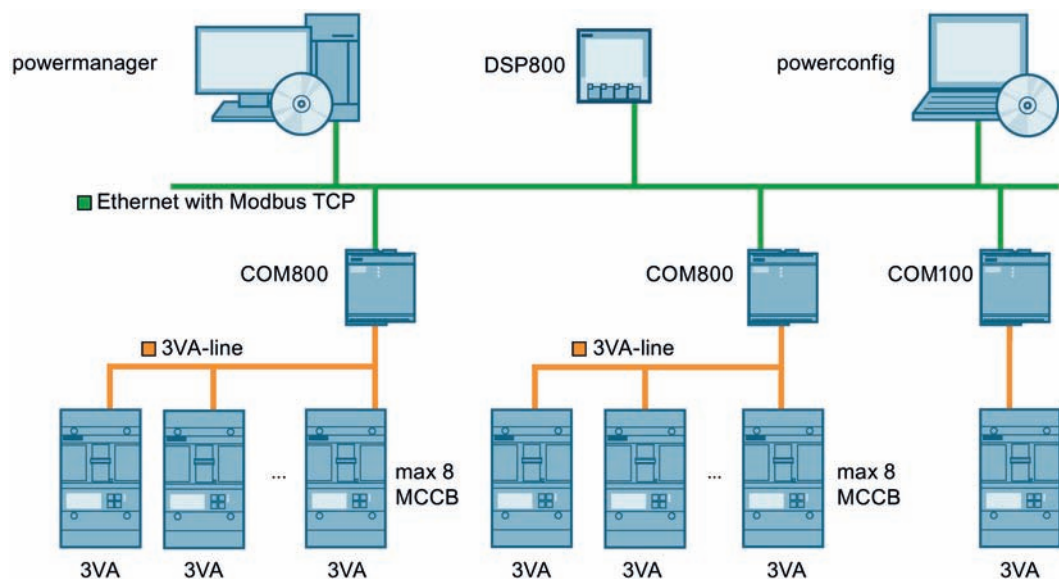 powermanager
DSP800
powerconfig
Ethernet with Modbus TCP
COM800
COM800
COM100
3VA-line
3VA-line
...
max 8
MCCB
...
max 8
MCCB
3VA
3VA
3VA
3VA
3VA
3VA
3VA